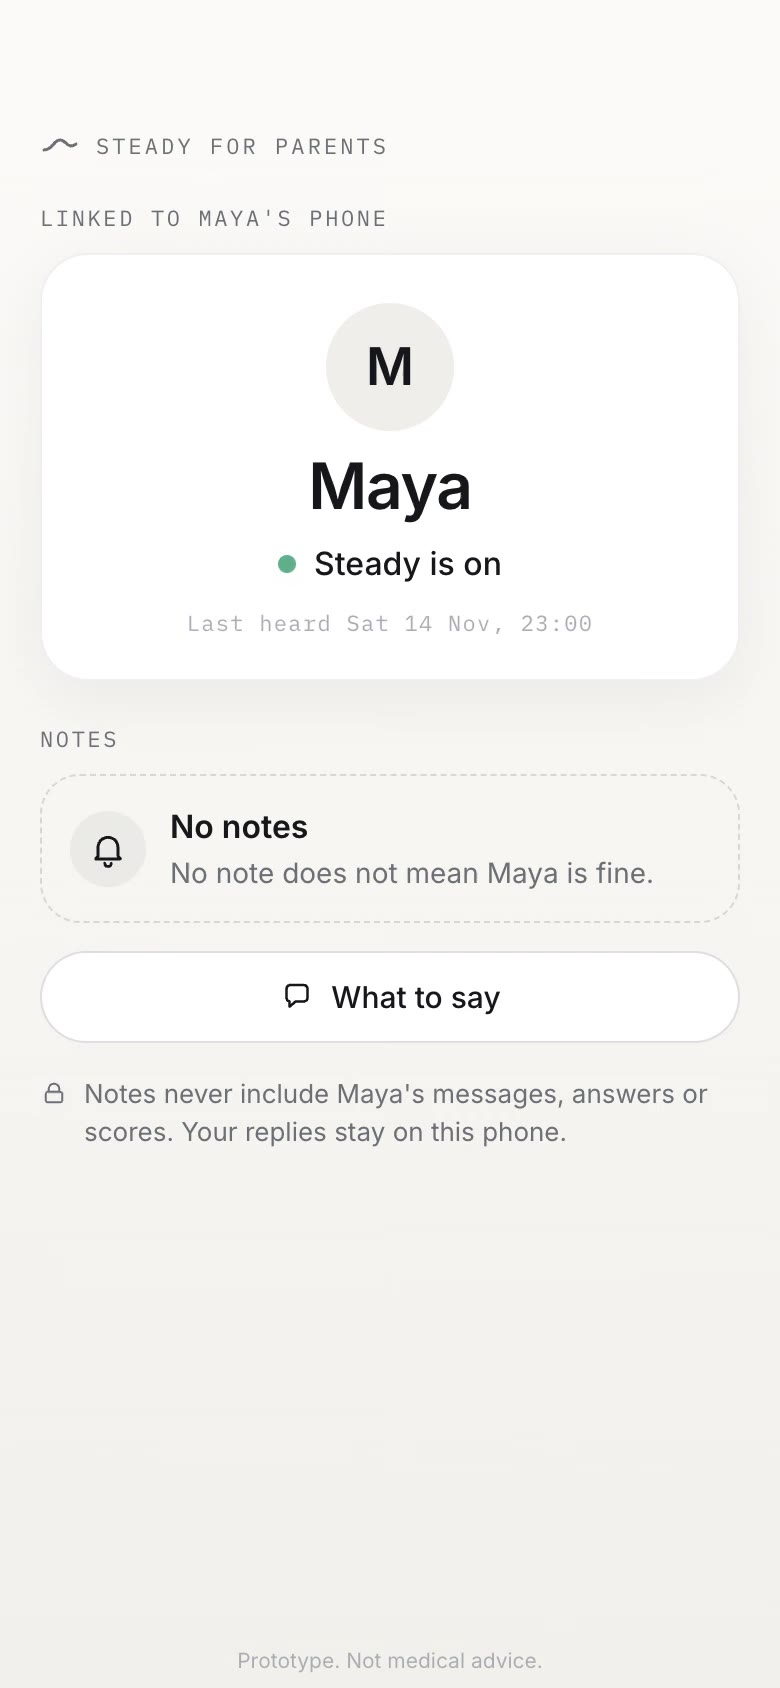 STEADY FOR PARENTS
LINKED TO MAYA'S PHONE
M
Maya
Steady is on
Last heard Sat 14 Nov, 23:00
NOTES
No notes
No note does not mean Maya is fine.
What to say
Notes never include Maya's messages, answers or
scores. Your replies stay on this phone.
Prototype. Not medical advice.